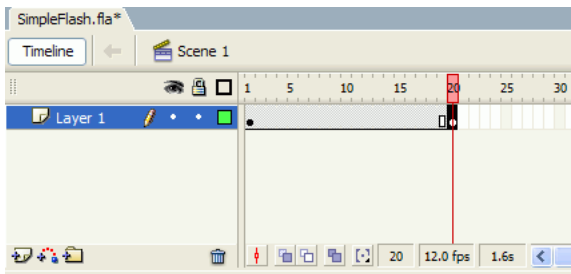 SimpleFlash.fla*
Timeline Scene 1
1 5 10 15 20 25 30
Layer 1
20 12.0 fps 1.6s